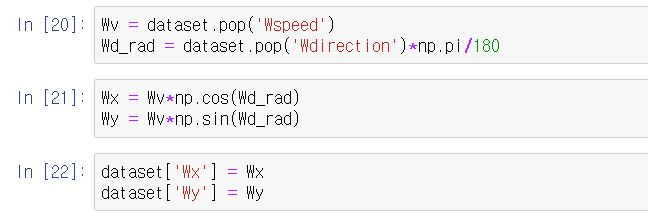 In [20]: Wv = dataset.pop('Wspeed')
Wd_rad = dataset.pop('Wdirection')*np.pi/180
In [21]: Wx = Wv*np.cos(Wd_rad)
Wy = Wv*np.sin(Wd_rad)
In [22]: dataset['Wx'] = Wx
dataset['Wy'] = Wy